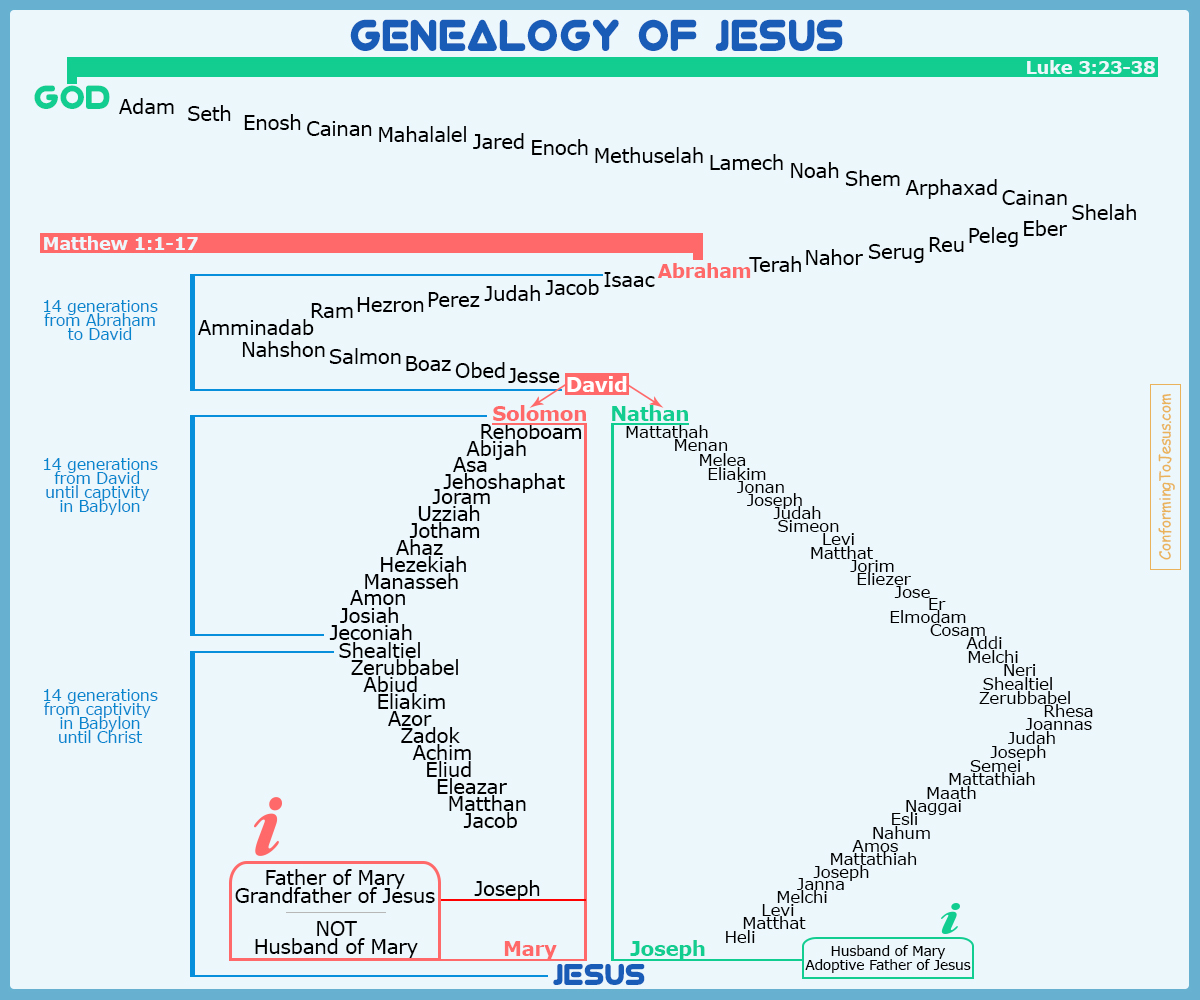 GENEALOGY OF JESUS
Luke 3:23-38
GOD
Adam
Seth
Enosh
Cainan
Mahalalel
Jared
Enoch
Methuselah
Lamech
Noah
Shem
Arphaxad
Cainan
Shelah
Eber
Peleg
Reu
Serug
Nahor
Terah
Matthew 1:1-17
Abraham
Isaac
Jacob
Judah
Perez
Hezron
Ram
Amminadab
Nahshon
Salmon
Boaz
Obed
Jesse
David
14 generations
from Abraham
to David
Solomon
Rehoboam
Abijah
Asa
Jehoshaphat
Joram
Uzziah
Jotham
Ahaz
Hezekiah
Manasseh
Amon
Josiah
Jeconiah
14 generations
from David
until captivity
in Babylon
Shealtiel
Zerubbabel
Abiud
Eliakim
Azor
Zadok
Achim
Eliud
Eleazar
Matthan
Jacob
14 generations
from captivity
in Babylon
until Christ
i
Father of Mary
Grandfather of Jesus
NOT
Husband of Mary
Joseph
Mary
Nathan
Mattathah
Menan
Melea
Eliakim
Jonan
Joseph
Judah
Simeon
Levi
Matthat
Jorim
Eliezer
Jose
Er
Elmodam
Cosam
Addi
Melchi
Neri
Shealtiel
Zerubbabel
Rhesa
Joannas
Judah
Joseph
Semei
Mattathiah
Maath
Naggai
Esli
Nahum
Amos
Mattathiah
Joseph
Janna
Melchi
Levi
Matthat
Heli
Joseph
i
Husband of Mary
Adoptive Father of Jesus
JESUS
ConformingToJesus.com